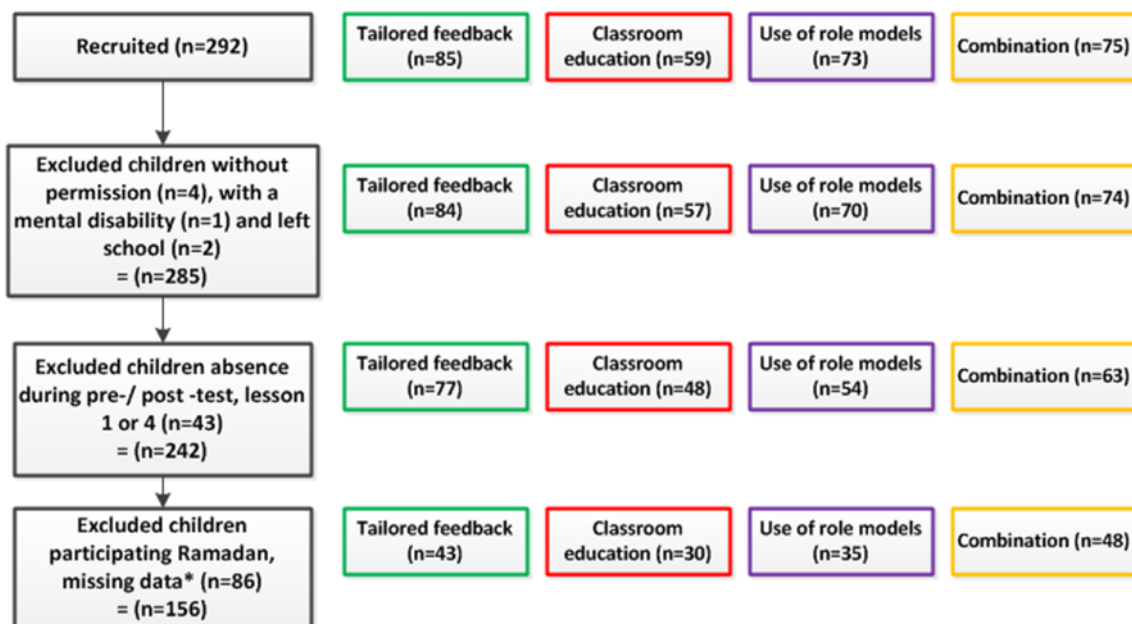 Recruited (n=292)
Tailored feedback
(n=85)
Classroom
education (n=59)
Use of role models
(n=73)
Combination (n=75)
Excluded children without
permission (n=4), with a
mental disability (n=1) and left
school (n=2)
= (n=285)
Tailored feedback
(n=84)
Classroom
education (n=57)
Use of role models
(n=70)
Combination (n=74)
Excluded children absence
during pre-/ post -test, lesson
1 or 4 (n=43)
= (n=242)
Tailored feedback
(n=77)
Classroom
education (n=48)
Use of role models
(n=54)
Combination (n=63)
Excluded children
participating Ramadan,
missing data* (n=86)
= (n=156)
Tailored feedback
(n=43)
Classroom
education (n=30)
Use of role models
(n=35)
Combination (n=48)